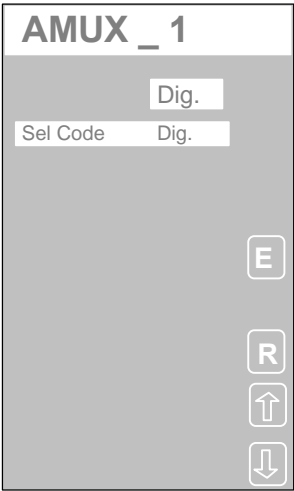 AMUX _ 1
Dig.
Sel Code Dig.
E
R